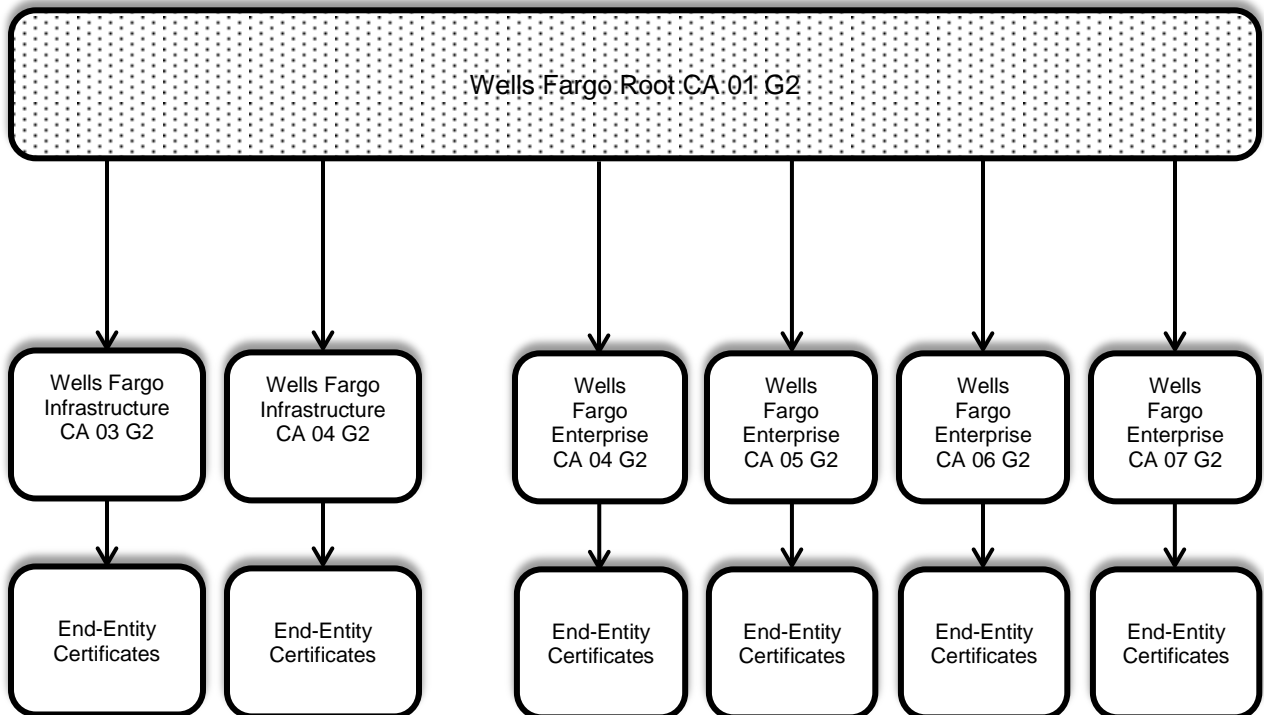 Wells Fargo Root CA 01 G2
Wells Fargo
Infrastructure
CA 03 G2
Wells Fargo
Infrastructure
CA 04 G2
Wells
Fargo
Enterprise
CA 04 G2
Wells
Fargo
Enterprise
CA 05 G2
Wells
Fargo
Enterprise
CA 06 G2
Wells
Fargo
Enterprise
CA 07 G2
End-Entity
Certificates
End-Entity
Certificates
End-Entity
Certificates
End-Entity
Certificates
End-Entity
Certificates
End-Entity
Certificates